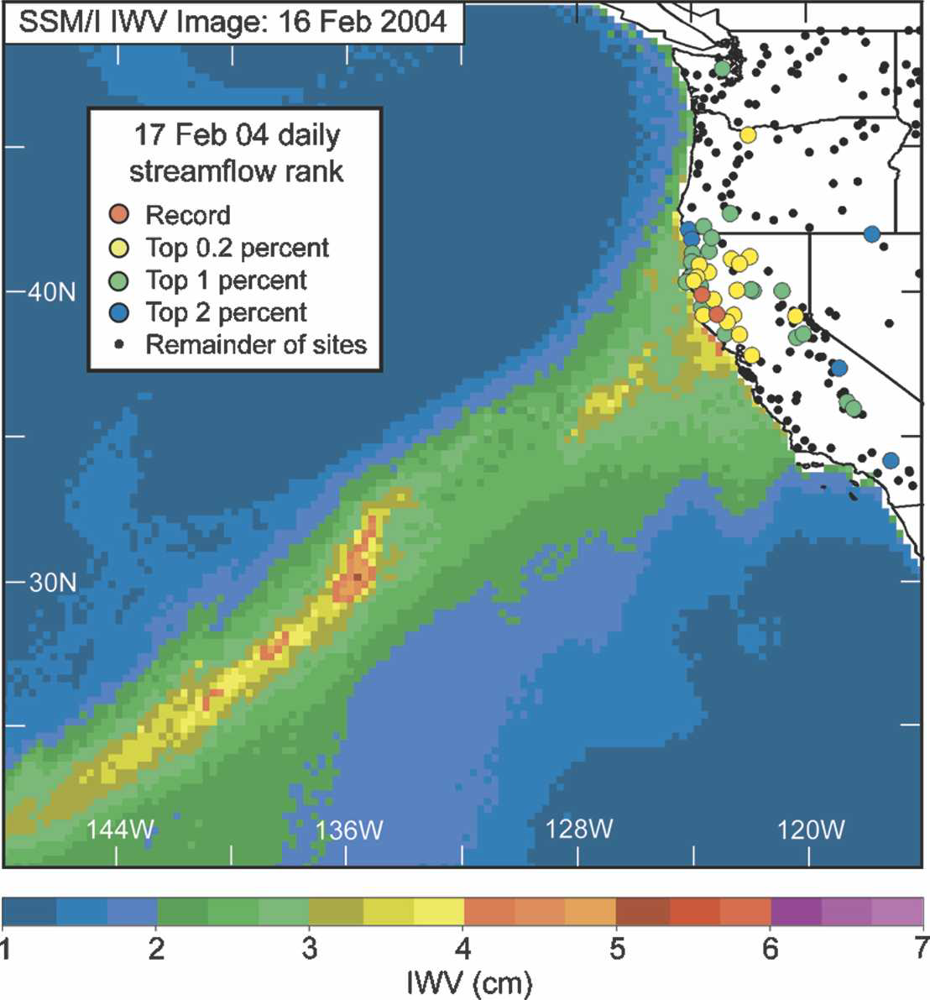 SSM/I IWV Image: 16 Feb 2004
17 Feb 04 daily
streamflow rank
Record
Top 0.2 percent
Top 1 percent
Top 2 percent
Remainder of sites
40N
30N
144W 136W 128W 120W
1 2 3 4 5 6 7
IWV (cm)